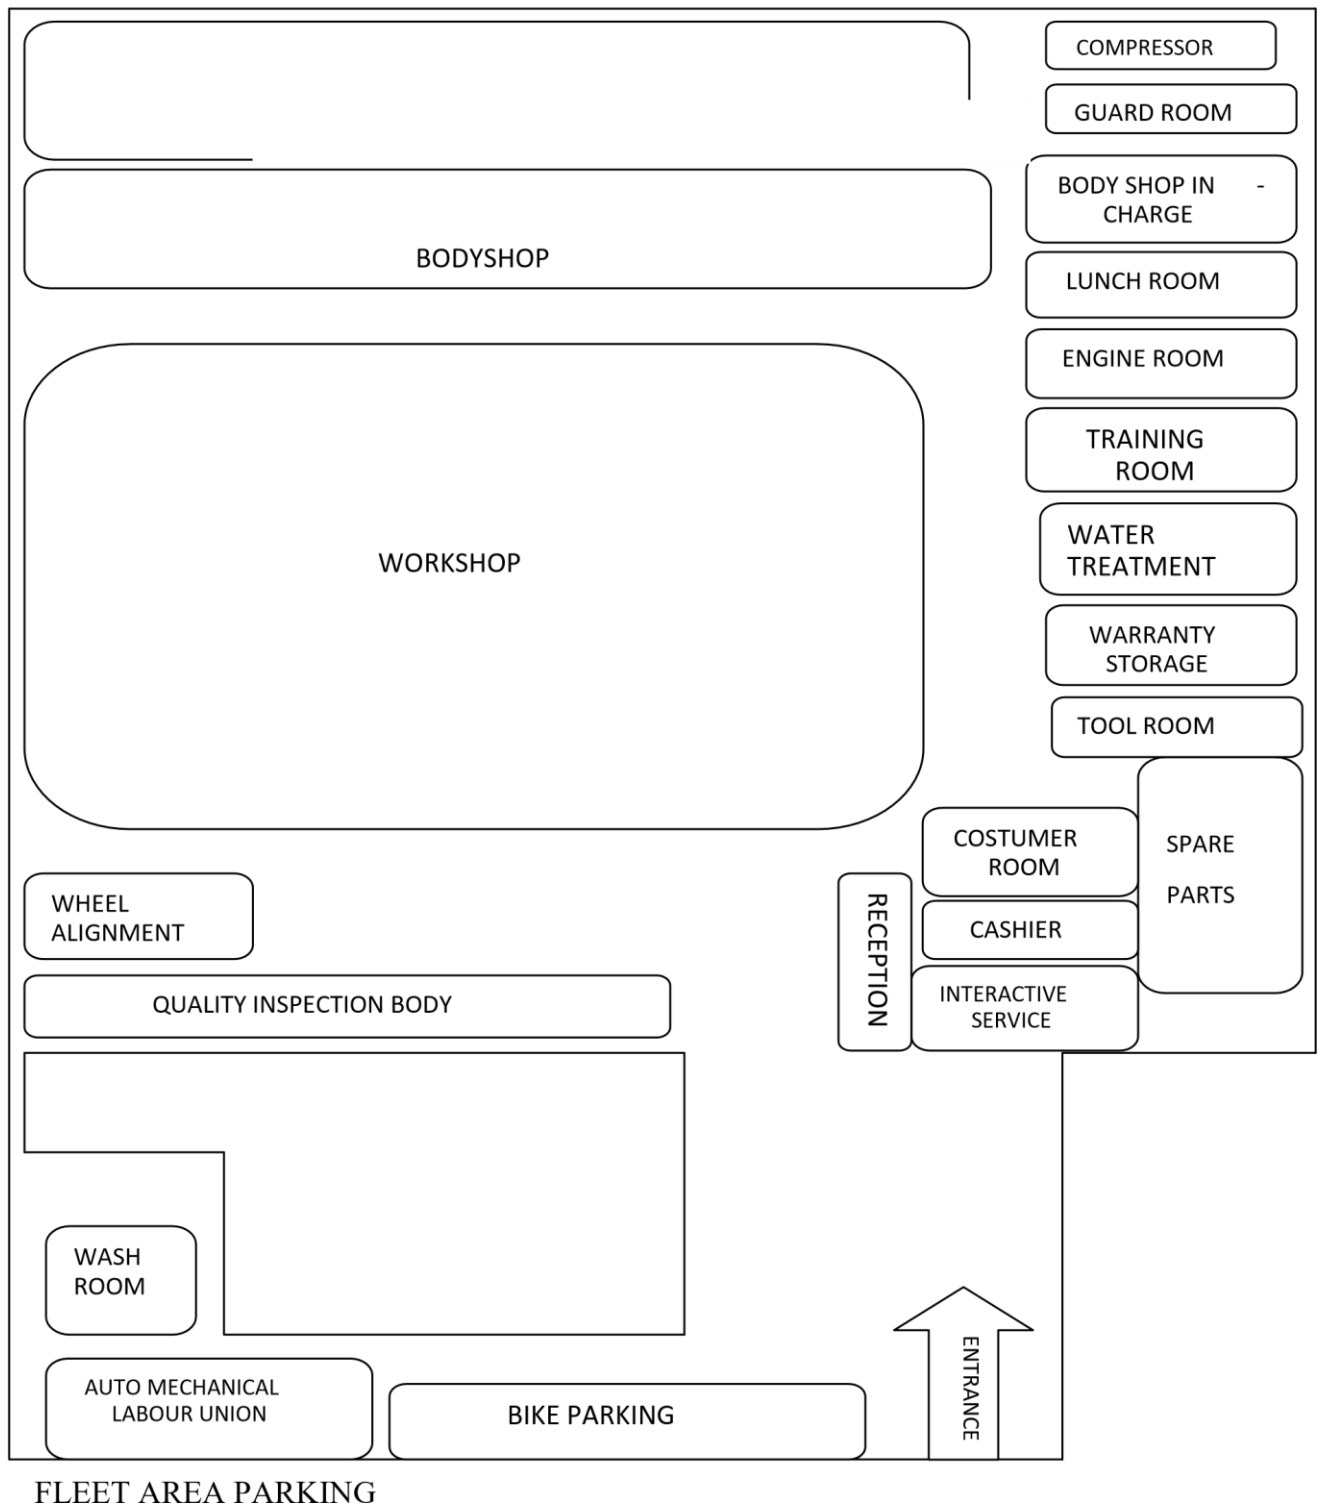 COMPRESSOR
GUARD ROOM
BODY SHOP IN -
CHARGE
BODYSHOP
LUNCH ROOM
ENGINE ROOM
TRAINING
ROOM
WATER
TREATMENT
WORKSHOP
WARRANTY
STORAGE
TOOL ROOM
COSTUMER
ROOM
SPARE
PARTS
WHEEL
ALIGNMENT
RECEPTION
CASHIER
QUALITY INSPECTION BODY
INTERACTIVE
SERVICE
WASH
ROOM
ENTRANCE
AUTO MECHANICAL
LABOUR UNION
BIKE PARKING
FLEET AREA PARKING